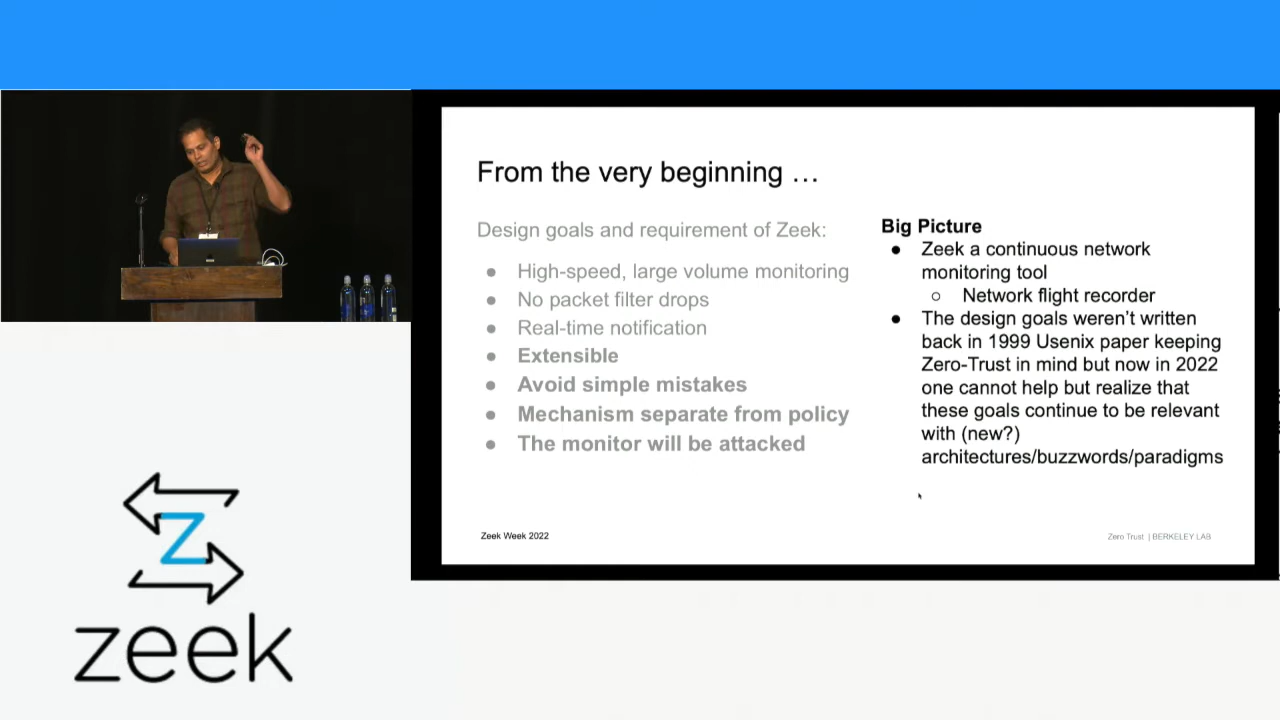 From the very beginning …
Design goals and requirement of Zeek:
● High-speed, large volume monitoring
● No packet filter drops
● Real-time notification
● Extensible
● Avoid simple mistakes
● Mechanism separate from policy
● The monitor will be attacked
Big Picture
● Zeek a continuous network
monitoring tool
○ Network flight recorder
● The design goals weren’t written
back in 1999 Usenix paper keeping
Zero-Trust in mind but now in 2022
one cannot help but realize that
these goals continue to be relevant
with (new?)
architectures/buzzwords/paradigms
Zeek Week 2022
Zero Trust | BERKELEY LAB
Z
zeek